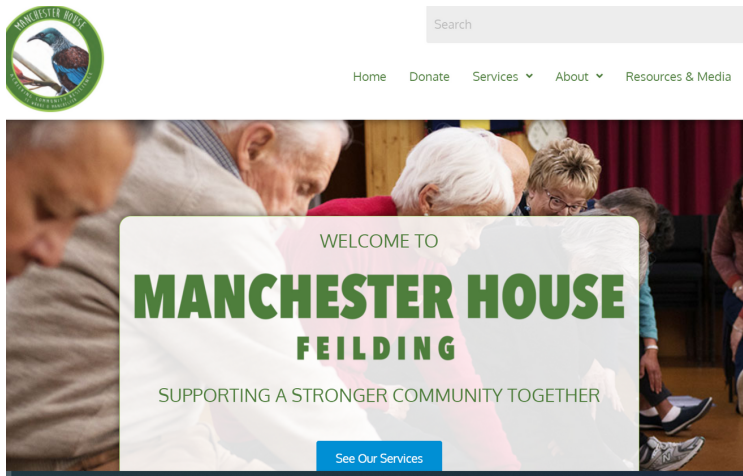 MANCHESTER HOUSE
Search
Home Donate Services About Resources & Media
WELCOME TO
MANCHESTER HOUSE
FEILDING
SUPPORTING A STRONGER COMMUNITY TOGETHER
See Our Services